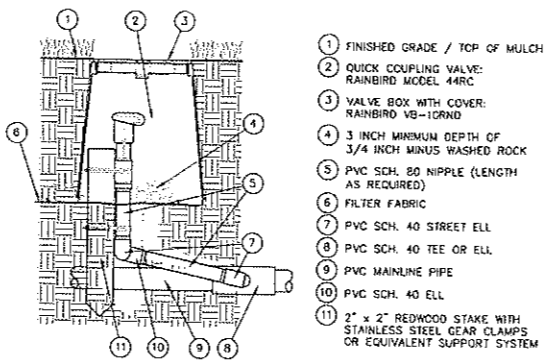 1 2 3
4
5
6
7
11 10 9 8
1 FINISHED GRADE / TOP OF MULCH
2 QUICK COUPLING VALVE:
RAINBIRD MODEL 44RC
3 VALVE BOX WITH COVER:
RAINBIRD VB-10RND
4 3 INCH MINIMUM DEPTH OF
3/4 INCH MINUS WASHED ROCK
5 PVC SCH. 80 NIPPLE (LENGTH
AS REQUIRED)
6 FILTER FABRIC
7 PVC SCH. 40 STREET ELL
8 PVC SCH. 40 TEE OR ELL
9 PVC MAINLINE PIPE
10 PVC SCH. 40 ELL
11 2" x 2" REDWOOD STAKE WITH
STAINLESS STEEL GEAR CLAMPS
OR EQUIVALENT SUPPORT SYSTEM